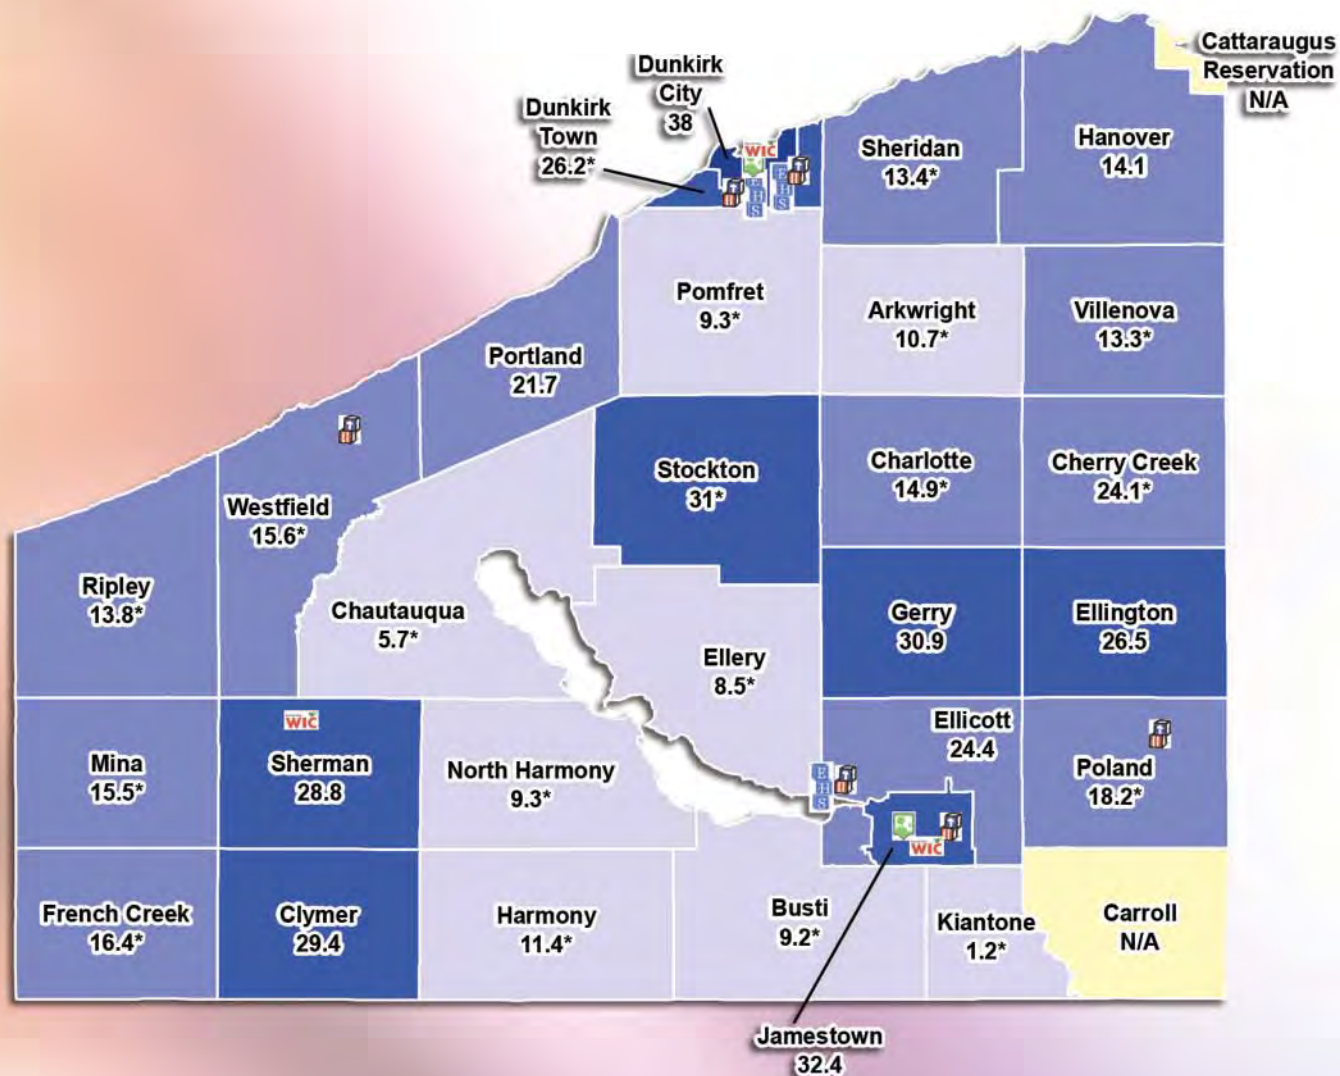 Cattaraugus
Reservation
N/A
Dunkirk
City
38
Dunkirk
Town
26.2*
WIC
EHS
EHS
Sheridan
13.4*
Hanover
14.1
Pomfret
9.3*
Arkwright
10.7*
Villenova
13.3*
Portland
21.7
Stockton
31*
Charlotte
14.9*
Cherry Creek
24.1*
Westfield
15.6*
Ripley
13.8*
Chautauqua
5.7*
Ellery
8.5*
Gerry
30.9
Ellington
26.5
Mina
15.5*
WIC
Sherman
28.8
North Harmony
9.3*
EHS
Ellicott
24.4
Poland
18.2*
WIC
French Creek
16.4*
Clymer
29.4
Harmony
11.4*
Busti
9.2*
Kiantone
1.2*
Carroll
N/A
Jamestown
32.4